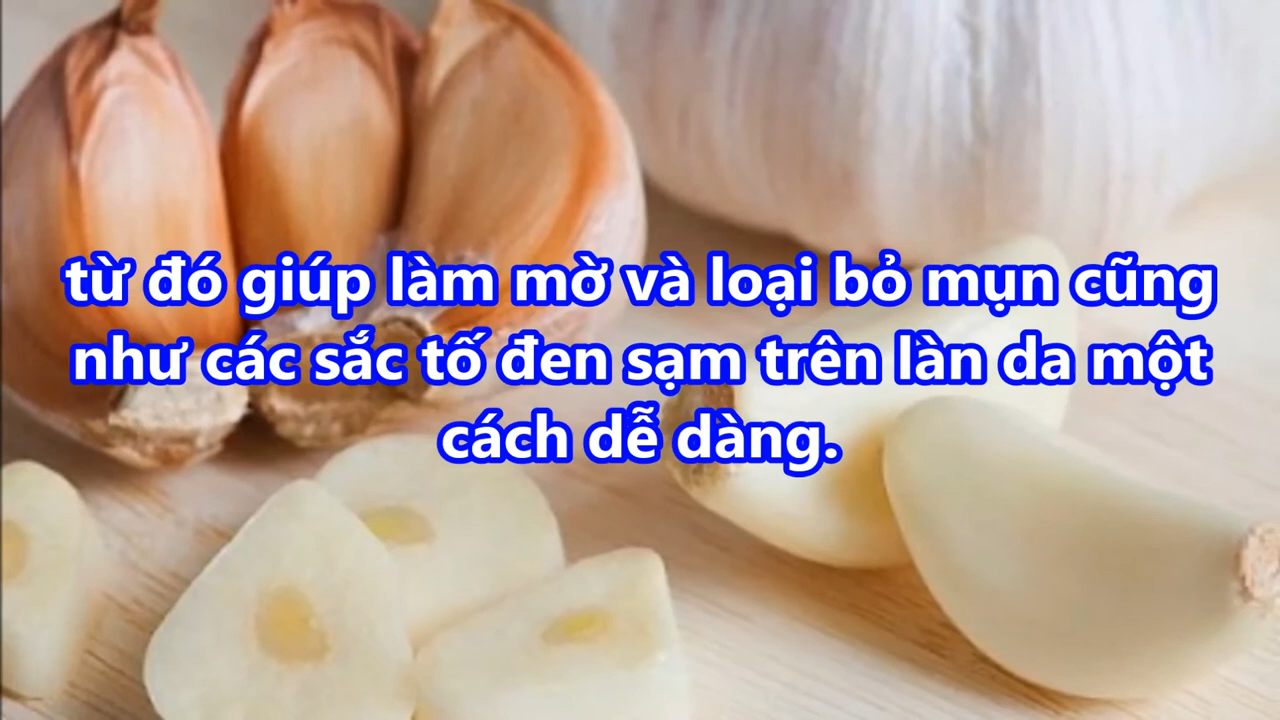 từ đó giúp làm mờ và loại bỏ mụn cũng
như các sắc tố đen sạm trên làn da một
cách dễ dàng.